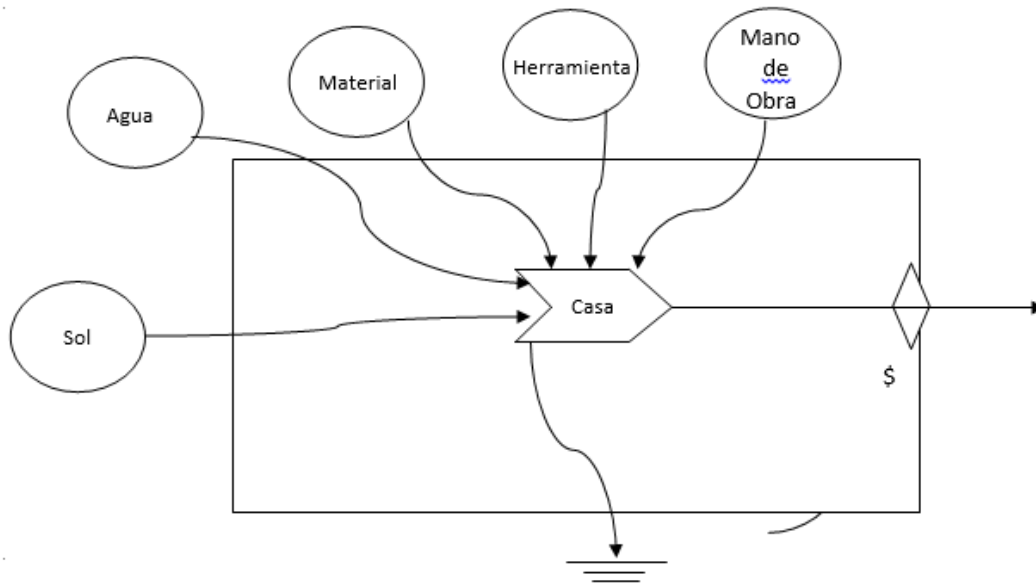 Agua
Material
Herramienta
Mano
de
Obra
Sol
Casa
$